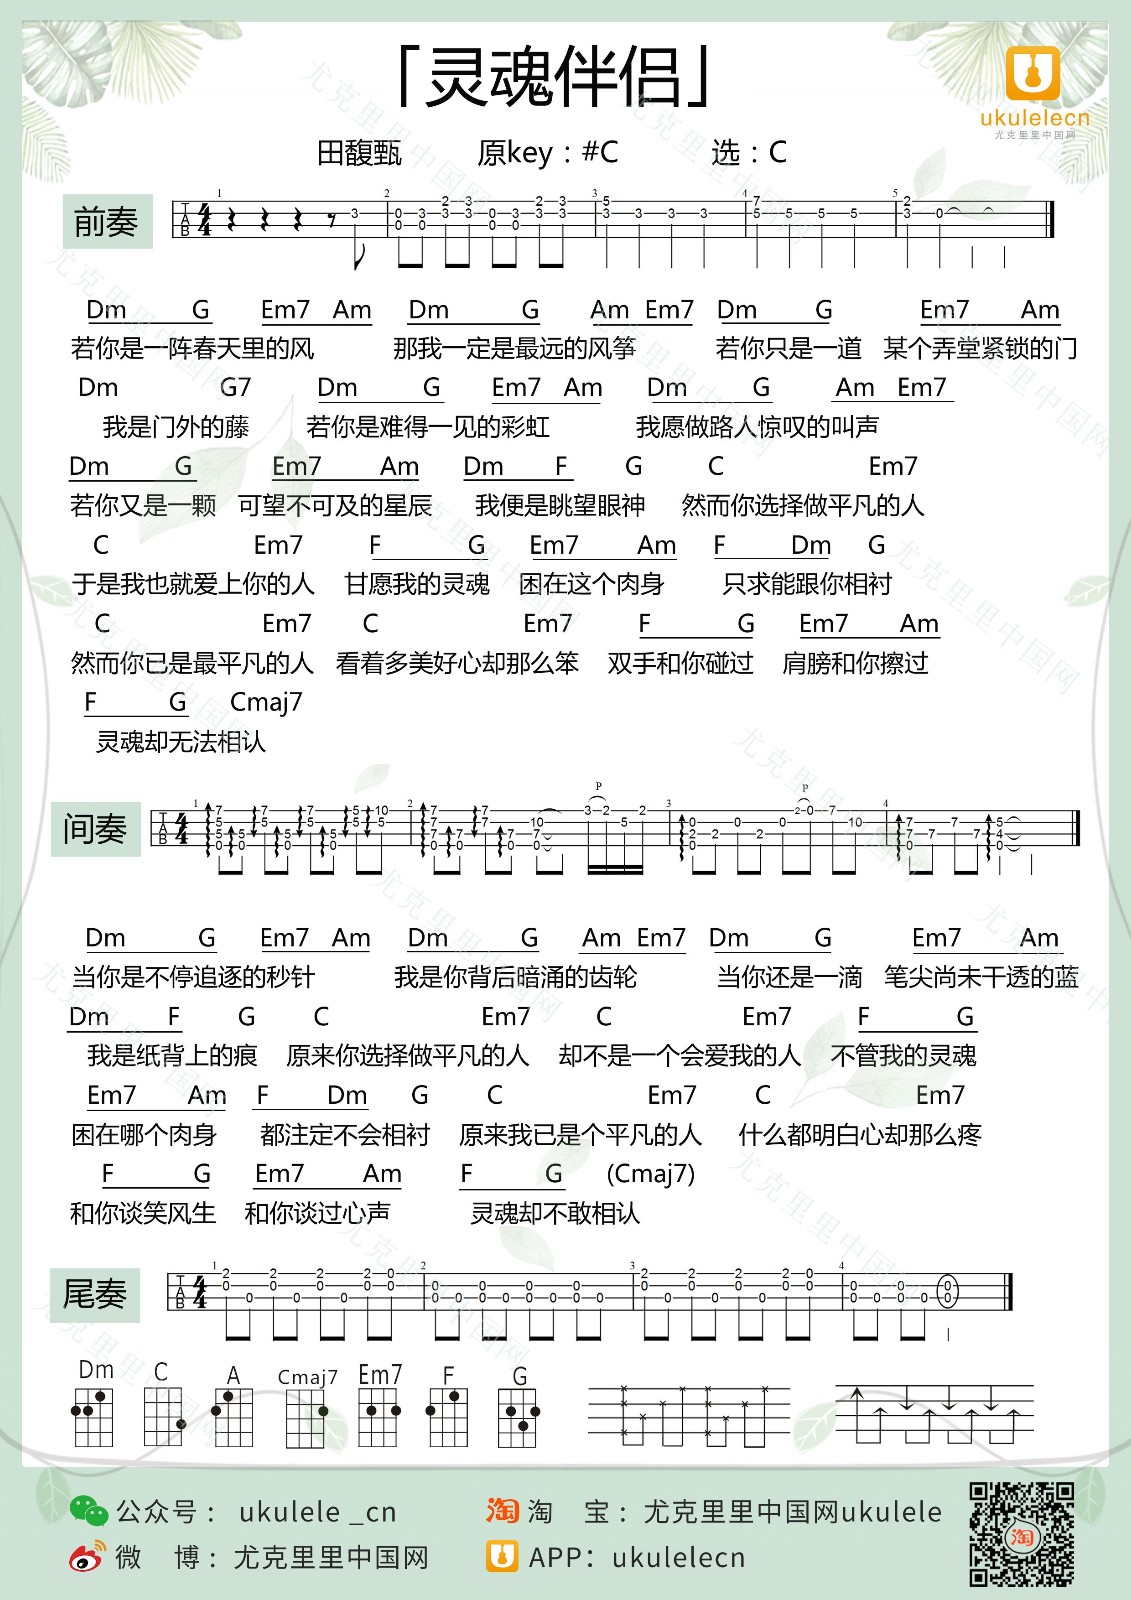 「灵魂伴侣」
ukulelecn
尤克里里中国网
田馥甄 原key：#C 选：C
前奏
Dm G Em7 Am Dm G Am Em7 Dm G Em7 Am
若你是一阵春天里的风 那我一定是最远的风筝 若你只是一道 某个弄堂紧锁的门
Dm G7 Dm G Em7 Am Dm G Am Em7
我是门外的藤 若你是难得一见的彩虹 我愿做路人惊叹的叫声
Dm G Em7 Am Dm F G C Em7
若你又是一颗 可望不可及的星辰 我便是眺望眼神 然而你选择做平凡的人
C Em7 F G Em7 Am F Dm G
于是我也就爱上你的人 甘愿我的灵魂 困在这个肉身 只求能跟你相衬
C Em7 C Em7 F G Em7 Am
然而你已是最平凡的人 看着多美好心却那么笨 双手和你碰过 肩膀和你擦过
F G Cmaj7
灵魂却无法相认
间奏
Dm G Em7 Am Dm G Am Em7 Dm G Em7 Am
当你是不停追逐的秒针 我是你背后暗涌的齿轮 当你还是一滴 笔尖尚未干透的蓝
Dm F G C Em7 C Em7 F G
我是纸背上的痕 原来你选择做平凡的人 却不是一个会爱我的人 不管我的灵魂
Em7 Am F Dm G C Em7 C Em7
困在哪个肉身 都注定不会相衬 原来我已是个平凡的人 什么都明白心却那么疼
F G Em7 Am F G (Cmaj7)
和你谈笑风生 和你谈过心声 灵魂却不敢相认
尾奏
Dm C A Cmaj7 Em7 F G
公众号： ukulele _cn 淘 淘 宝：尤克里里中国网ukulele
微 博：尤克里里中国网 APP：ukulelecn
淘